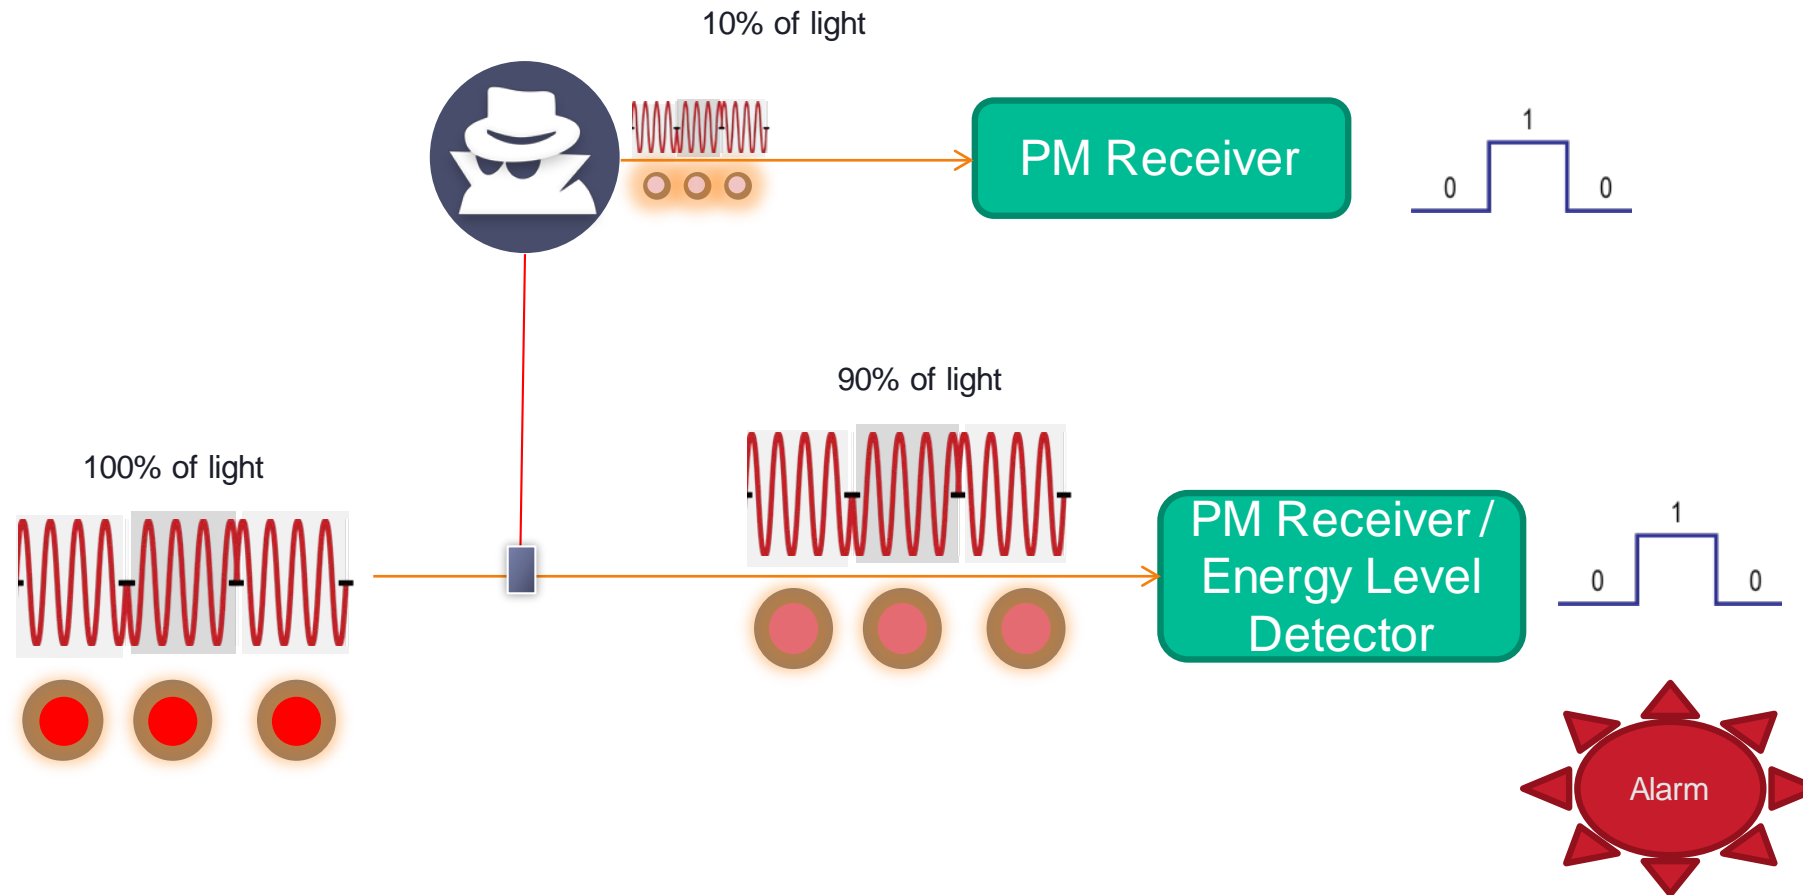 10% of light
PM Receiver
1
0
0
90% of light
100% of light
PM Receiver /
Energy Level
Detector
1
0
0
Alarm